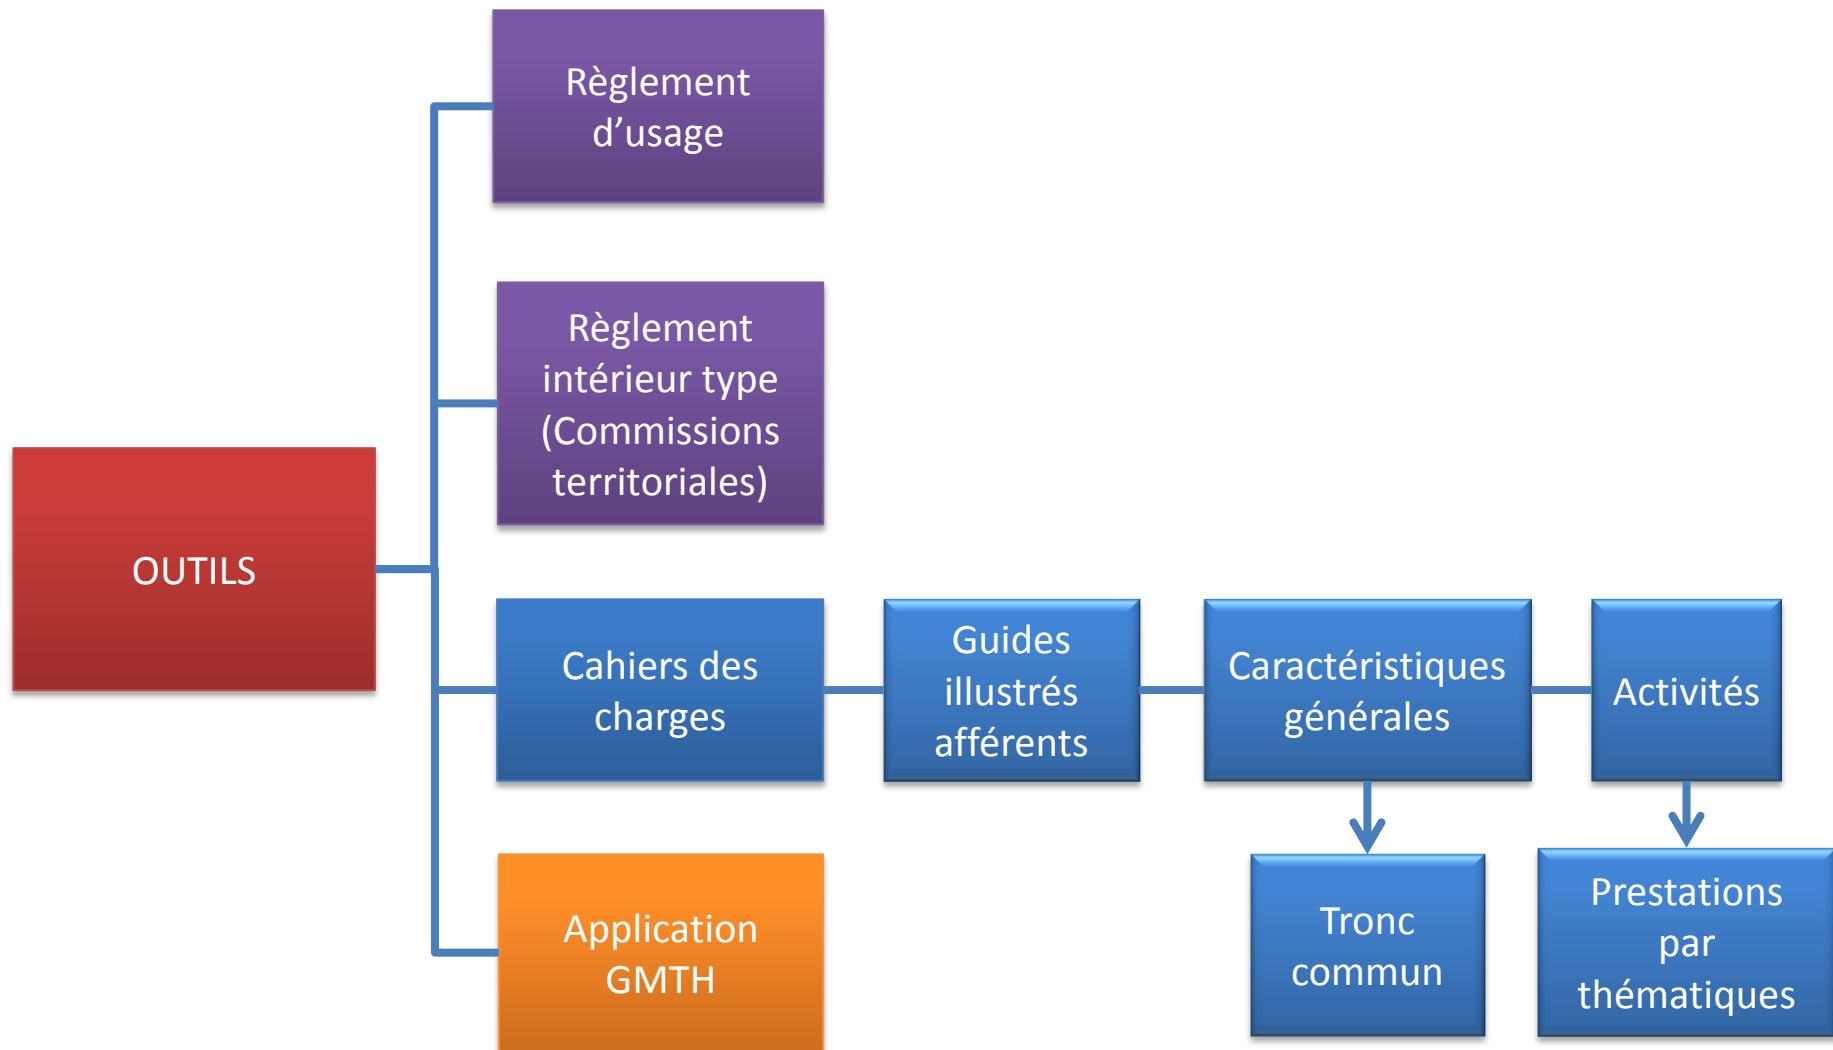 Règlement
d’usage
Règlement
intérieur type
(Commissions
territoriales)
OUTILS
Cahiers des
charges
Guides
illustrés
afférents
Caractéristiques
générales
Activités
Application
GMTH
Tronc
commun
Prestations
par
thématiques